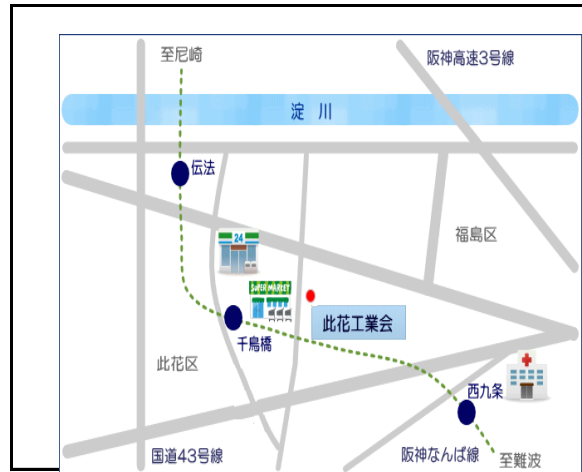 至尼崎
阪神高速3号線
淀 川
伝法
福島区
24
SUPER MARKET
此花工業会
千鳥橋
此花区
西九条
国道43号線
阪神なんば線
至難波